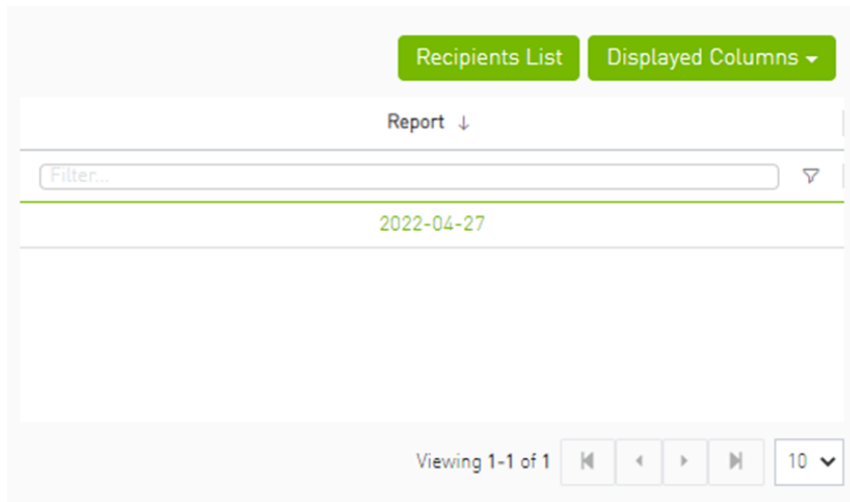 Recipients List Displayed Columns
Report ↓
Filter...
2022-04-27
Viewing 1-1 of 1 10